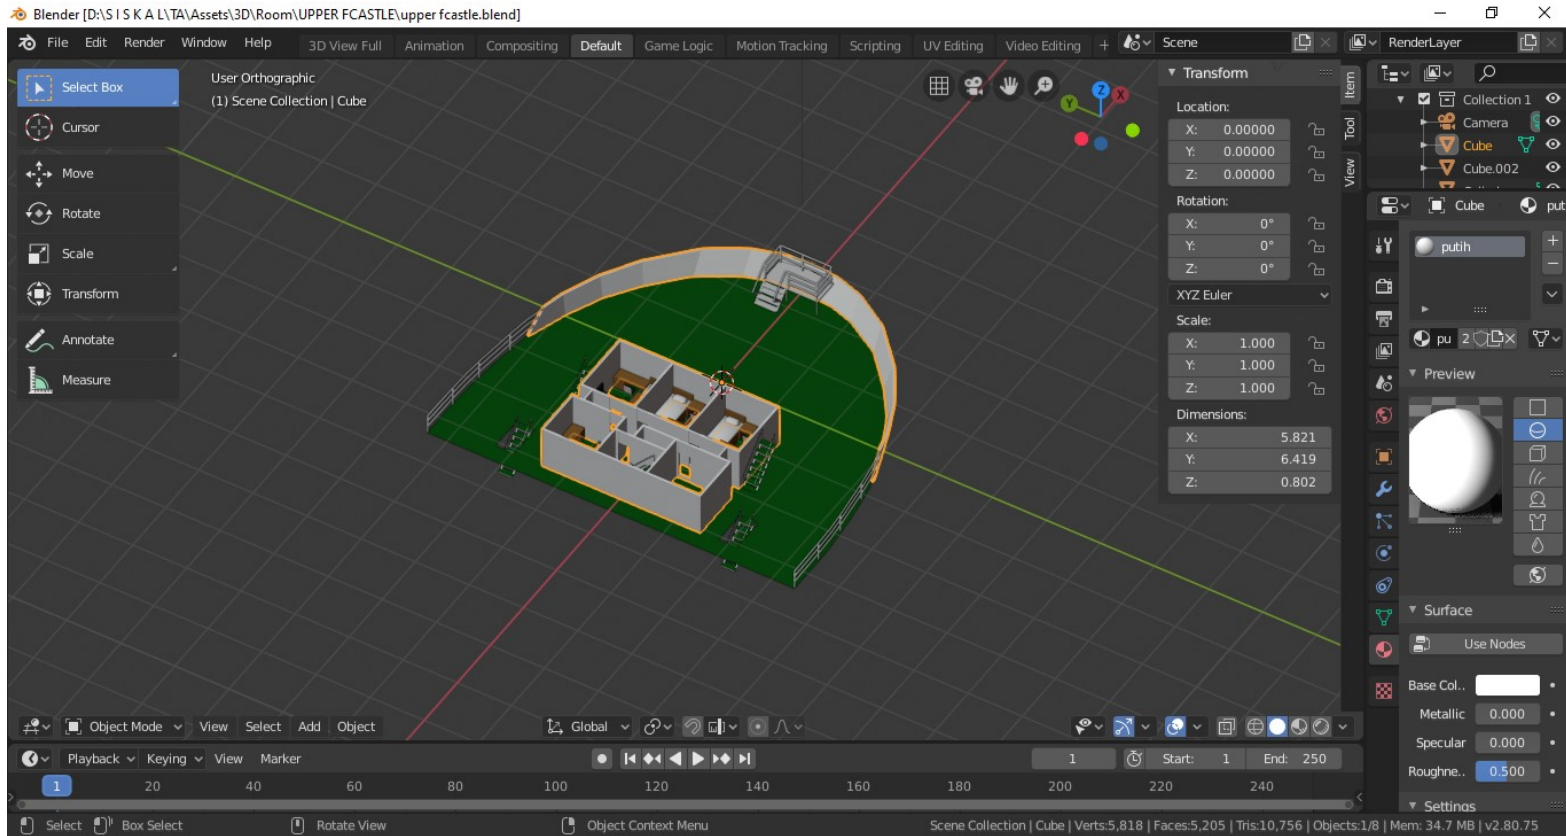 Blender [D:\S I S K A L\TA\Assets\3D\Room\UPPER FCASTLE\upper fcastle.blend]
File Edit Render Window Help 3D View Full Animation Compositing Default Game Logic Motion Tracking Scripting UV Editing Video Editing + Scene RenderLayer
Select Box
Cursor
Move
Rotate
Scale
Transform
Annotate
Measure
User Orthographic
(1) Scene Collection | Cube
Z
X
Y
Transform
Location:
X: 0.00000
Y: 0.00000
Z: 0.00000
Rotation:
X: 0°
Y: 0°
Z: 0°
XYZ Euler
Scale:
X: 1.000
Y: 1.000
Z: 1.000
Dimensions:
X: 5.821
Y: 6.419
Z: 0.802
Item
Tool
View
Collection 1
Camera
Cube
Cube.002
Cube put
putih
pu 2
Preview
Surface
Use Nodes
Base Col..
Metallic 0.000
Specular 0.000
Roughne.. 0.500
Settings
Object Mode View Select Add Object Global
Playback Keying View Marker 1 Start: 1 End: 250
1 20 40 60 80 100 120 140 160 180 200 220 240
Select Box Select Rotate View Object Context Menu Scene Collection | Cube | Verts:5,818 | Faces:5,205 | Tris:10,756 | Objects:1/8 | Mem: 34.7 MB | v2.80.75